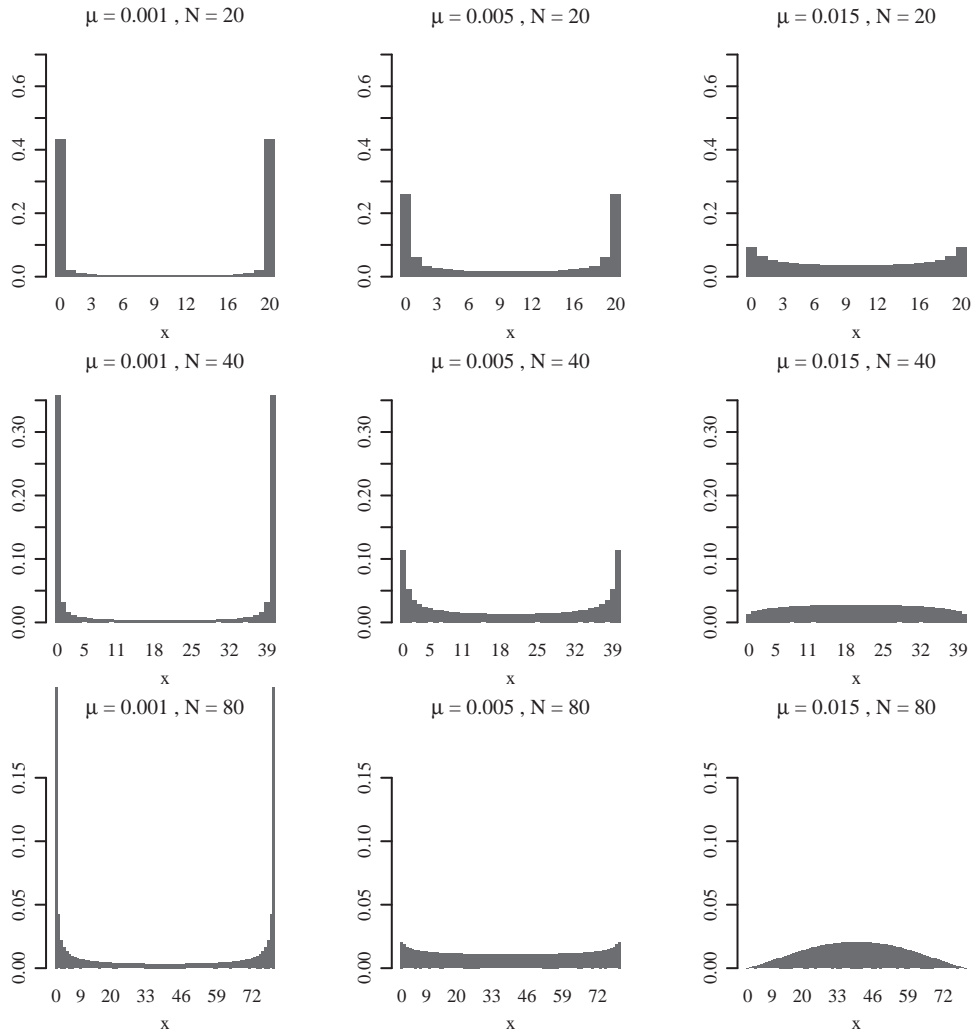 μ = 0.001 , N = 20
0.0 0.2 0.4 0.6
0 3 6 9 12 16 20
x
μ = 0.005 , N = 20
0.0 0.2 0.4 0.6
0 3 6 9 12 16 20
x
μ = 0.015 , N = 20
0.0 0.2 0.4 0.6
0 3 6 9 12 16 20
x
μ = 0.001 , N = 40
0.00 0.10 0.20 0.30
0 5 11 18 25 32 39
x
μ = 0.005 , N = 40
0.00 0.10 0.20 0.30
0 5 11 18 25 32 39
x
μ = 0.015 , N = 40
0.00 0.10 0.20 0.30
0 5 11 18 25 32 39
x
μ = 0.001 , N = 80
0.00 0.05 0.10 0.15
0 9 20 33 46 59 72
x
μ = 0.005 , N = 80
0.00 0.05 0.10 0.15
0 9 20 33 46 59 72
x
μ = 0.015 , N = 80
0.00 0.05 0.10 0.15
0 9 20 33 46 59 72
x